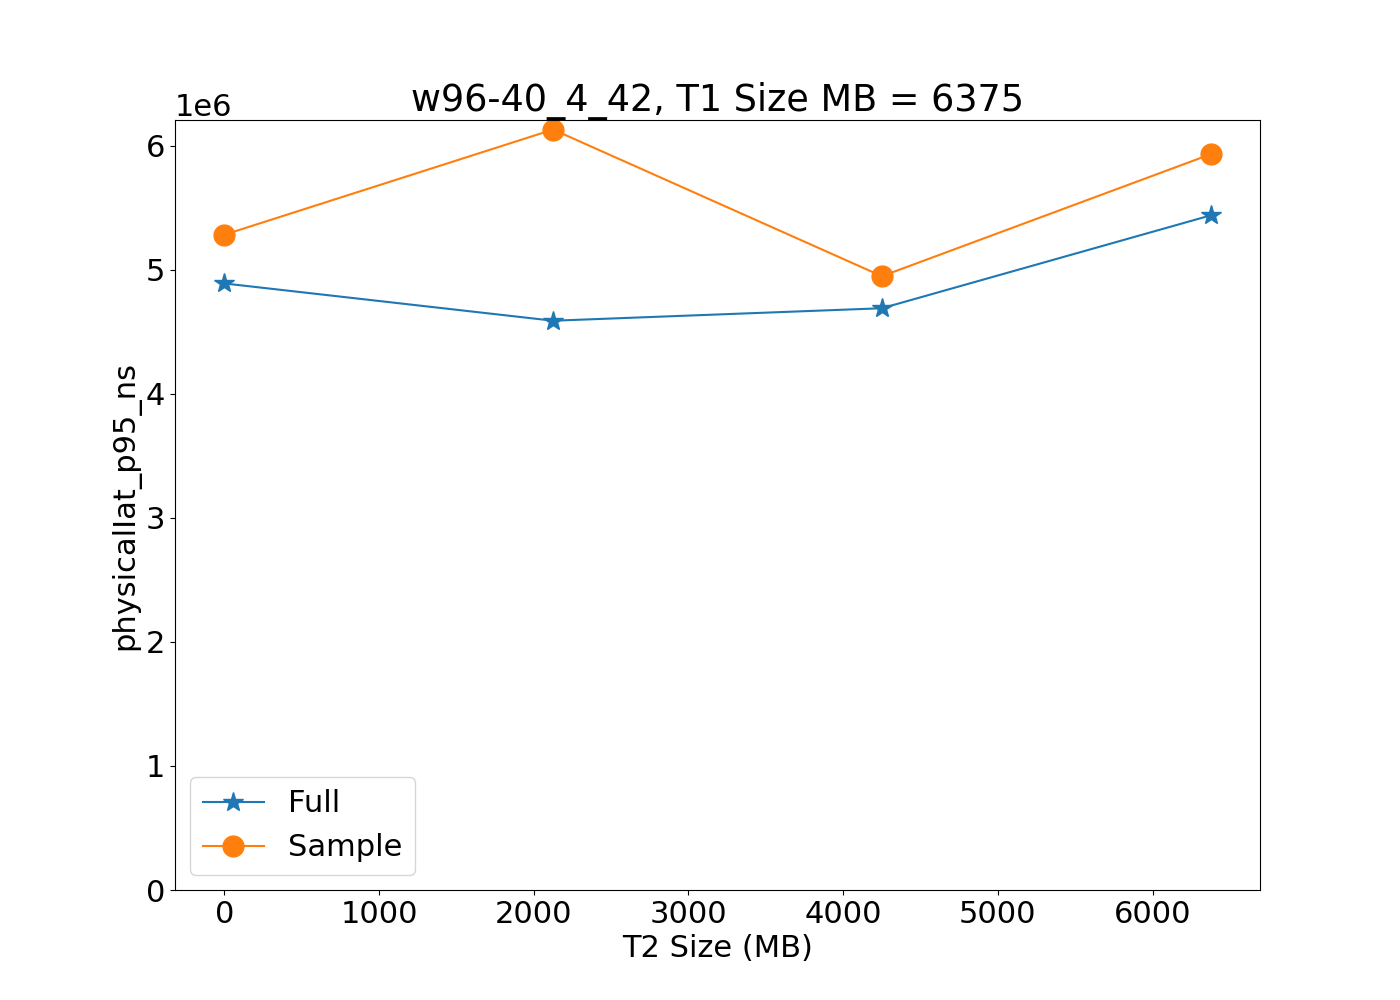 w96-40_4_42, T1 Size MB = 6375
1e6
6
5
4
3
2
1
0
physicallat_p95_ns
Full
Sample
0 1000 2000 3000 4000 5000 6000
T2 Size (MB)